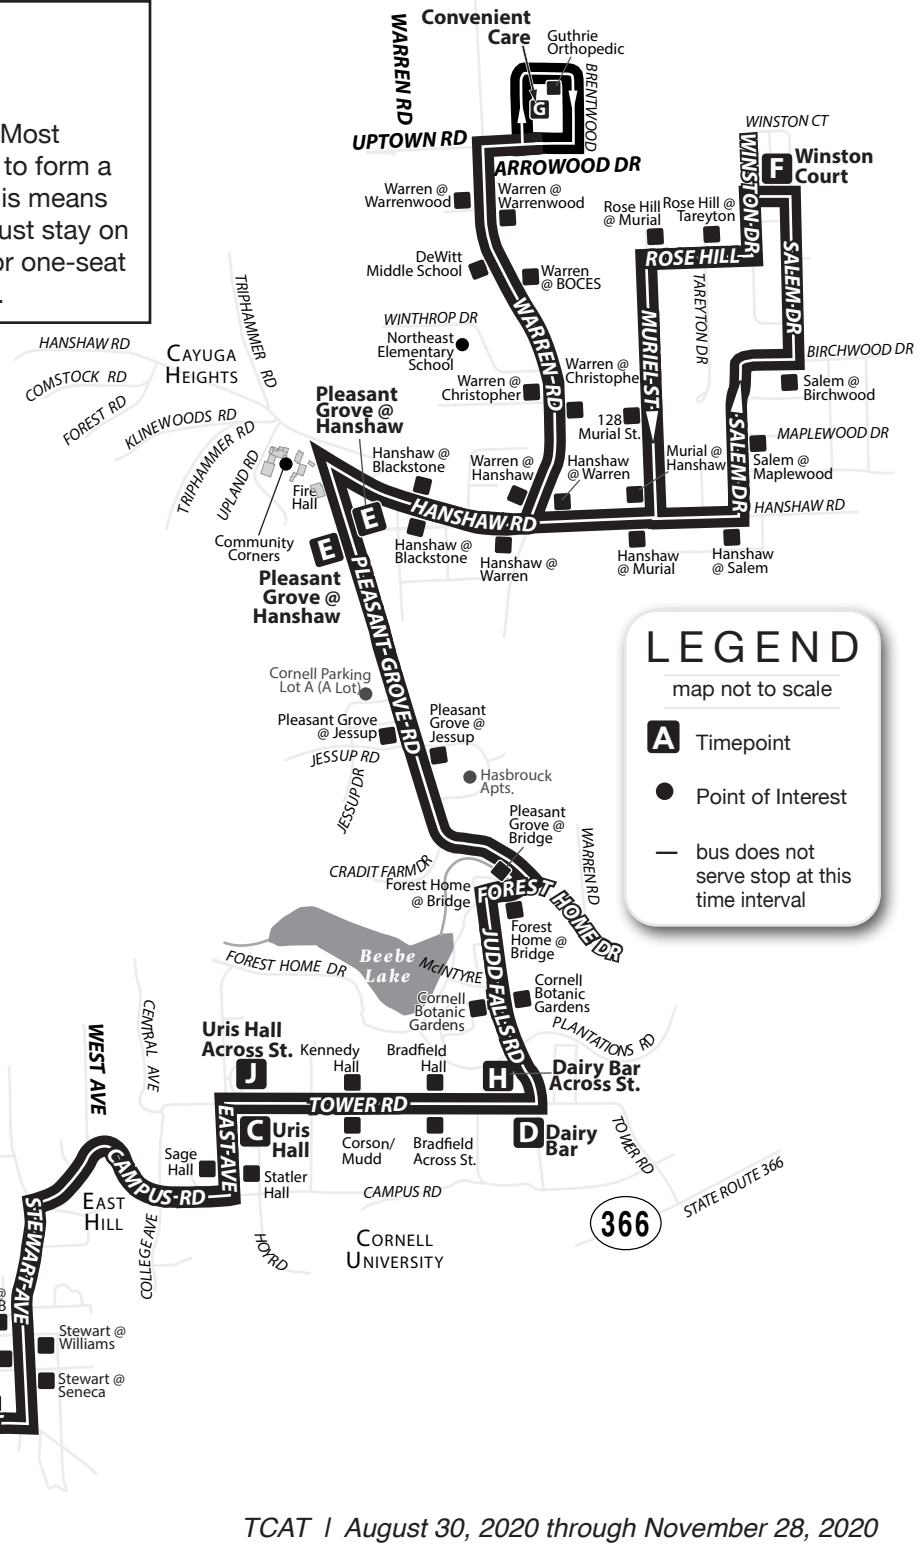 Most
to form a
is means
ust stay on
or one-seat
Convenient
Care
Guthrie
Orthopedic
WARREN RD
BRENTWOOD
G
UPTOWN RD
ARROWOOD DR
WINSTON CT
WINSTON DR
F
Winston
Court
Warren @
Warrenwood
Warren @
Warrenwood
Rose Hill
@ Murial
Rose Hill @
Tareyton
ROSE HILL
SALEM DR
DeWitt
Middle School
Warren
@ BOCES
TRIPHAMMER RD
WINTHROP DR
Northeast
Elementary
School
WARREN-RD
MURIEL-ST
TAREYTON DR
HANSHAW RD
CAYUGA
HEIGHTS
COMSTOCK RD
FOREST RD
KLINEWOODS RD
TRIPHAMMER RD
UPLAND RD
BIRCHWOOD DR
Warren @
Christopher
Warren @
Christophe
Salem @
Birchwood
Pleasant
Grove @
Hanshaw
128
Murial St.
SALEM DR
MAPLEWOOD DR
Salem @
Maplewood
Hanshaw @
Blackstone
Warren @
Hanshaw
Hanshaw
@ Warren
Murial @
Hanshaw
Fire
Hall
HANSHAW RD
HANSHAW RD
E
E
Community
Corners
Hanshaw @
Blackstone
Hanshaw @
Warren
Hanshaw
@ Murial
Hanshaw
@ Salem
Pleasant
Grove @
Hanshaw
PLEASANT-GROVE-RD
LEGEND
map not to scale
A Timepoint
Point of Interest
— bus does not
serve stop at this
time interval
Cornell Parking
Lot A (A Lot)
Pleasant Grove
@ Jessup
Pleasant
Grove @
Jessup
JESSUP RD
JESSUP DR
Hasbrouck
Apts.
Pleasant
Grove @
Bridge
WARREN RD
CRADIT FARM DR
Forest Home
@ Bridge
FOREST HOME DR
Forest
Home @
Bridge
JUDD FALLS RD
Beebe
Lake
McINTYRE
FOREST HOME DR
Cornell
Botanic
Gardens
Cornell
Botanic
Gardens
PLANTATIONS RD
CENTRAL AVE
WEST AVE
Uris Hall
Across St.
J
Kennedy
Hall
Bradfield
Hall
H
Dairy Bar
Across St.
TOWER RD
EAST-AVE
C
Uris
Hall
Corson/
Mudd
Bradfield
Across St.
D
Dairy
Bar
TOWER RD
Sage
Hall
Statler
Hall
CAMPUS-RD
CAMPUS RD
STATE ROUTE 366
366
EAST
HILL
COLLEGE AVE
HOY RD
CORNELL
UNIVERSITY
STEWART-AVE
@
B
Stewart @
Williams
Stewart @
Seneca
TCAT | August 30, 2020 through November 28, 2020